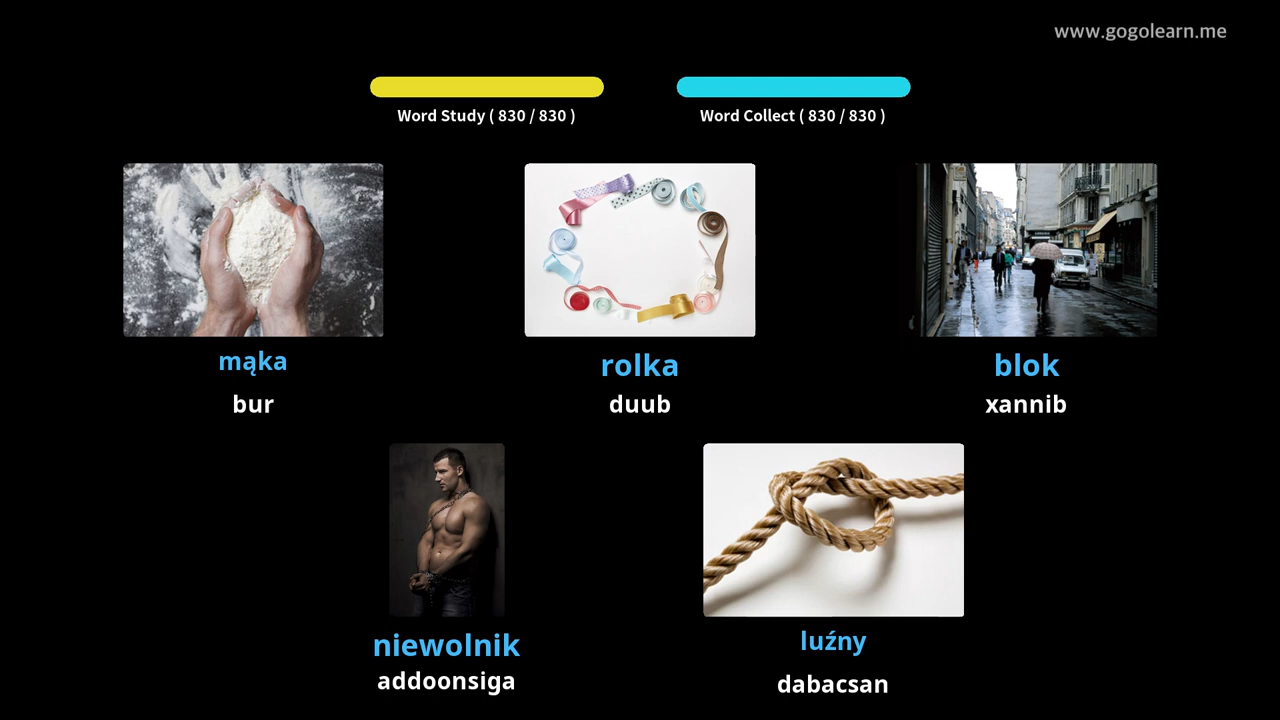 www.gogolearn.me
Word Study ( 830 / 830 )
Word Collect ( 830 / 830 )
mąka
bur
rolka
duub
blok
xannib
niewolnik
addoonsiga
luźny
dabacsan